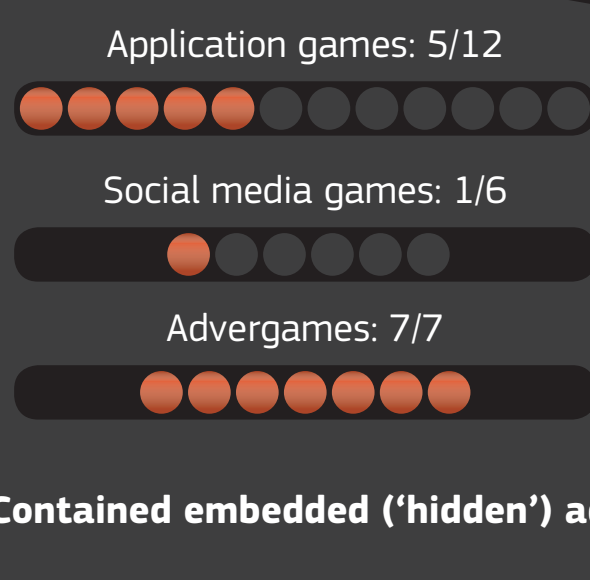 Application games: 5/12
Social media games: 1/6
Advergames: 7/7
Contained embedded (‘hidden’)